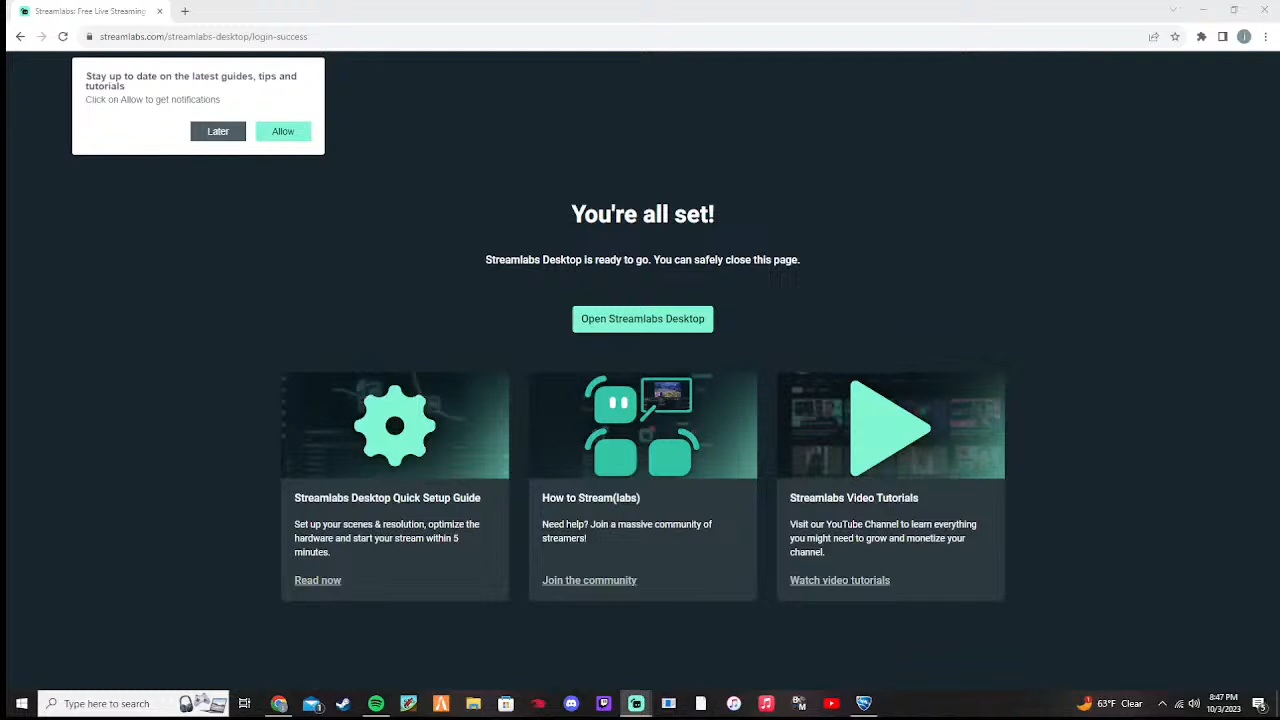 Streamlabs: Free Live Streaming
streamlabs.com/streamlabs-desktop/login-success
Stay up to date on the latest guides, tips and
tutorials
Click on Allow to get notifications
Later
Allow
You're all set!
Streamlabs Desktop is ready to go. You can safely close this page.
Open Streamlabs Desktop
Streamlabs Desktop Quick Setup Guide
Set up your scenes & resolution, optimize the
hardware and start your stream within 5
minutes.
Read now
How to Stream(labs)
Need help? Join a massive community of
streamers!
Join the community
Streamlabs Video Tutorials
Visit our YouTube Channel to learn everything
you might need to grow and monetize your
channel.
Watch video tutorials
Type here to search
63°F Clear
8:47 PM
10/3/2023